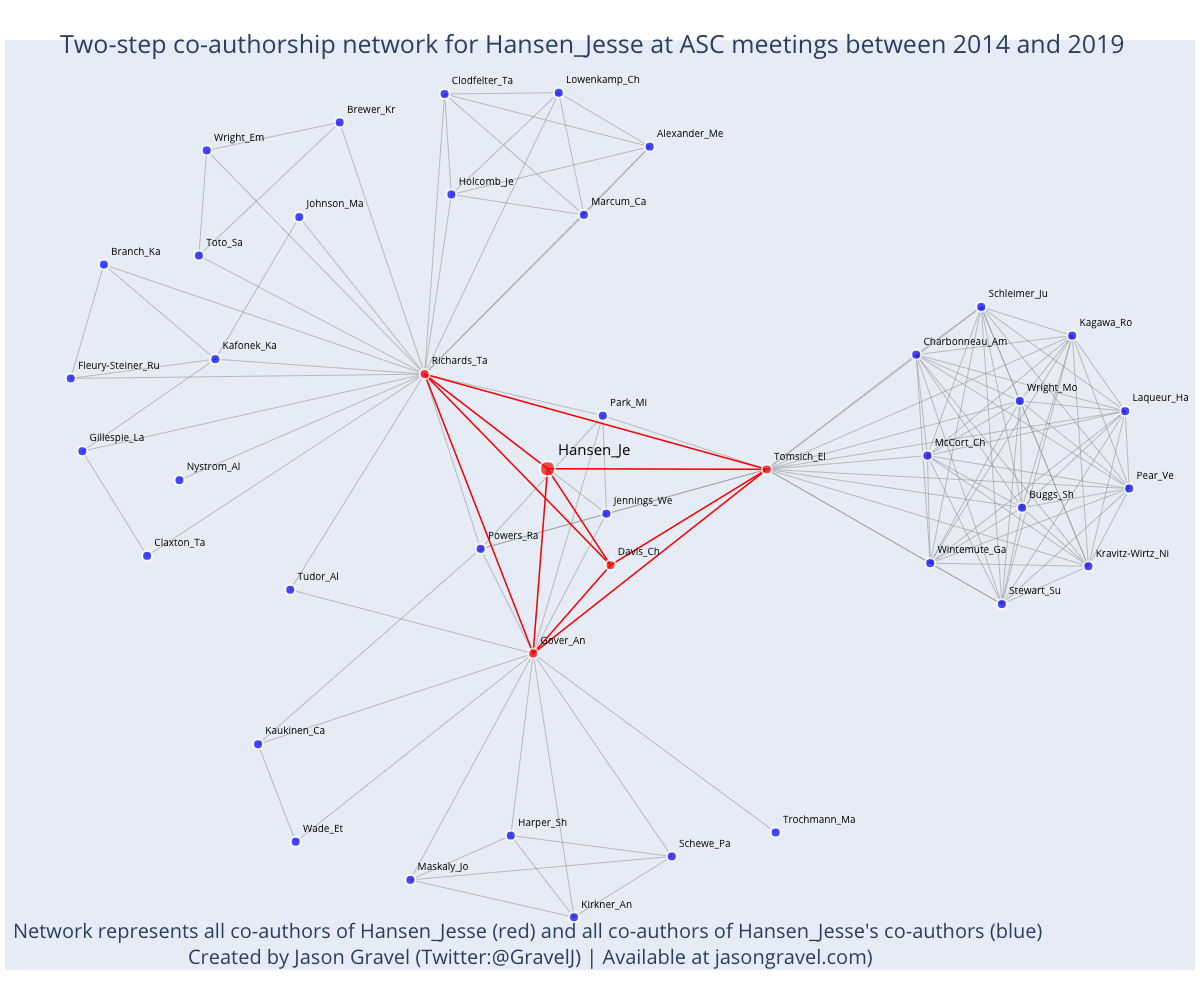 Two-step co-authorship network for Hansen_Jesse at ASC meetings between 2014 and 2019
Clodfelter_Ta
Lowenkamp_Ch
Brewer_Kr
Wright_Em
Alexander_Me
Holcomb_Je
Marcum_Ca
Johnson_Ma
Toto_Sa
Branch_Ka
Schleimer_Ju
Kagawa_Ro
Charbonneau_Am
Kafonek_Ka
Fleury-Steiner_Ru
Richards_Ta
Wright_Mo
Laqueur_Ha
Park_Mi
Gillespie_La
McCort_Ch
Hansen_Je
Tomsich_El
Nystrom_Al
Pear_Ve
Buggs_Sh
Jennings_We
Powers_Ra
Claxton_Ta
Davis_Ch
Wintemute_Ga
Kravitz-Wirtz_Ni
Tudor_Al
Stewart_Su
Gover_An
Kaukinen_Ca
Trochmann_Ma
Harper_Sh
Wade_Et
Schewe_Pa
Maskaly_Jo
Kirkner_An
Network represents all co-authors of Hansen_Jesse (red) and all co-authors of Hansen_Jesse's co-authors (blue)
Created by Jason Gravel (Twitter:@GravelJ) | Available at jasongravel.com)